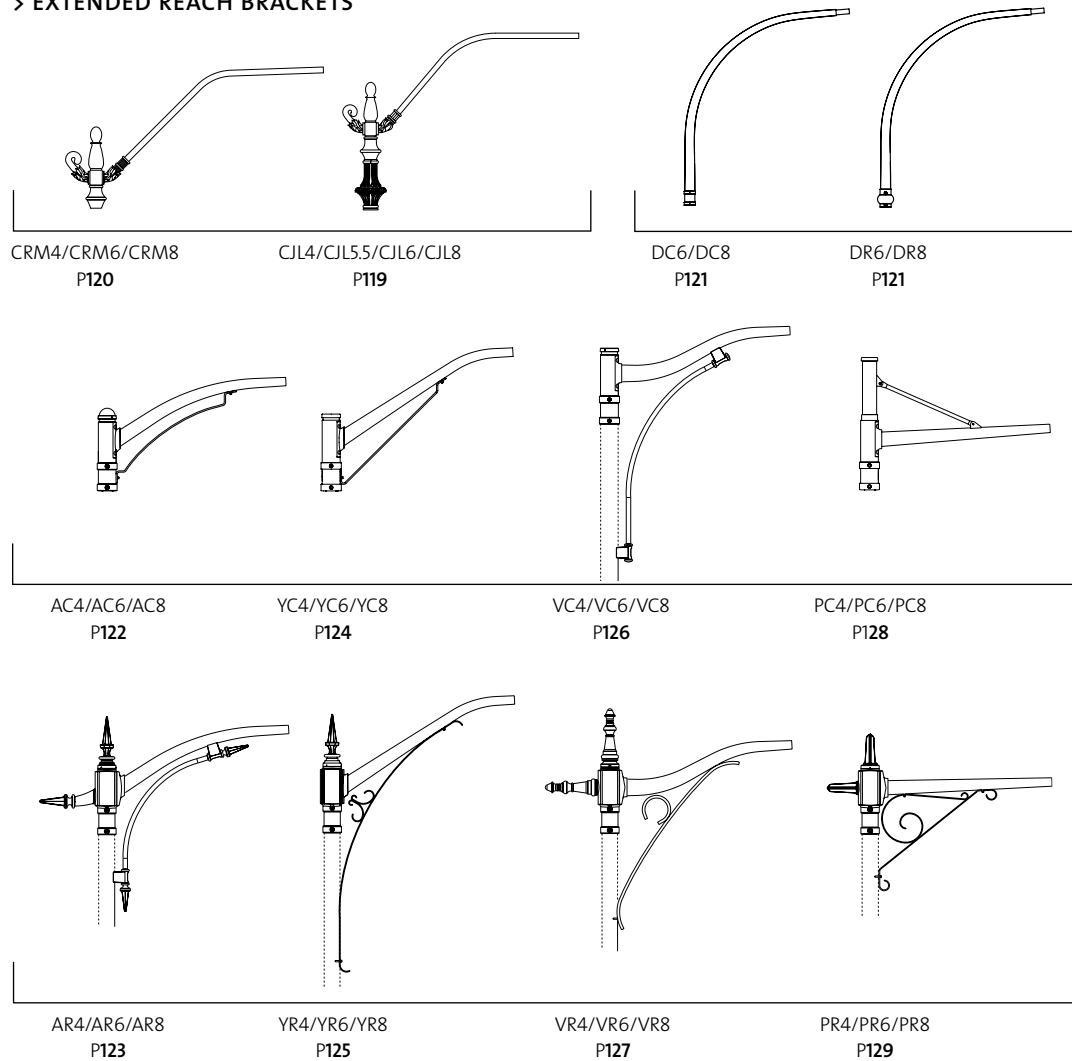 > EXTENDED REACH BRACKETS
CRM4/CRM6/CRM8
P120
CJL4/CJL5.5/CJL6/CJL8
P119
DC6/DC8
P121
DR6/DR8
P121
AC4/AC6/AC8
P122
YC4/YC6/YC8
P124
VC4/VC6/VC8
P126
PC4/PC6/PC8
P128
AR4/AR6/AR8
P123
YR4/YR6/YR8
P125
VR4/VR6/VR8
P127
PR4/PR6/PR8
P129